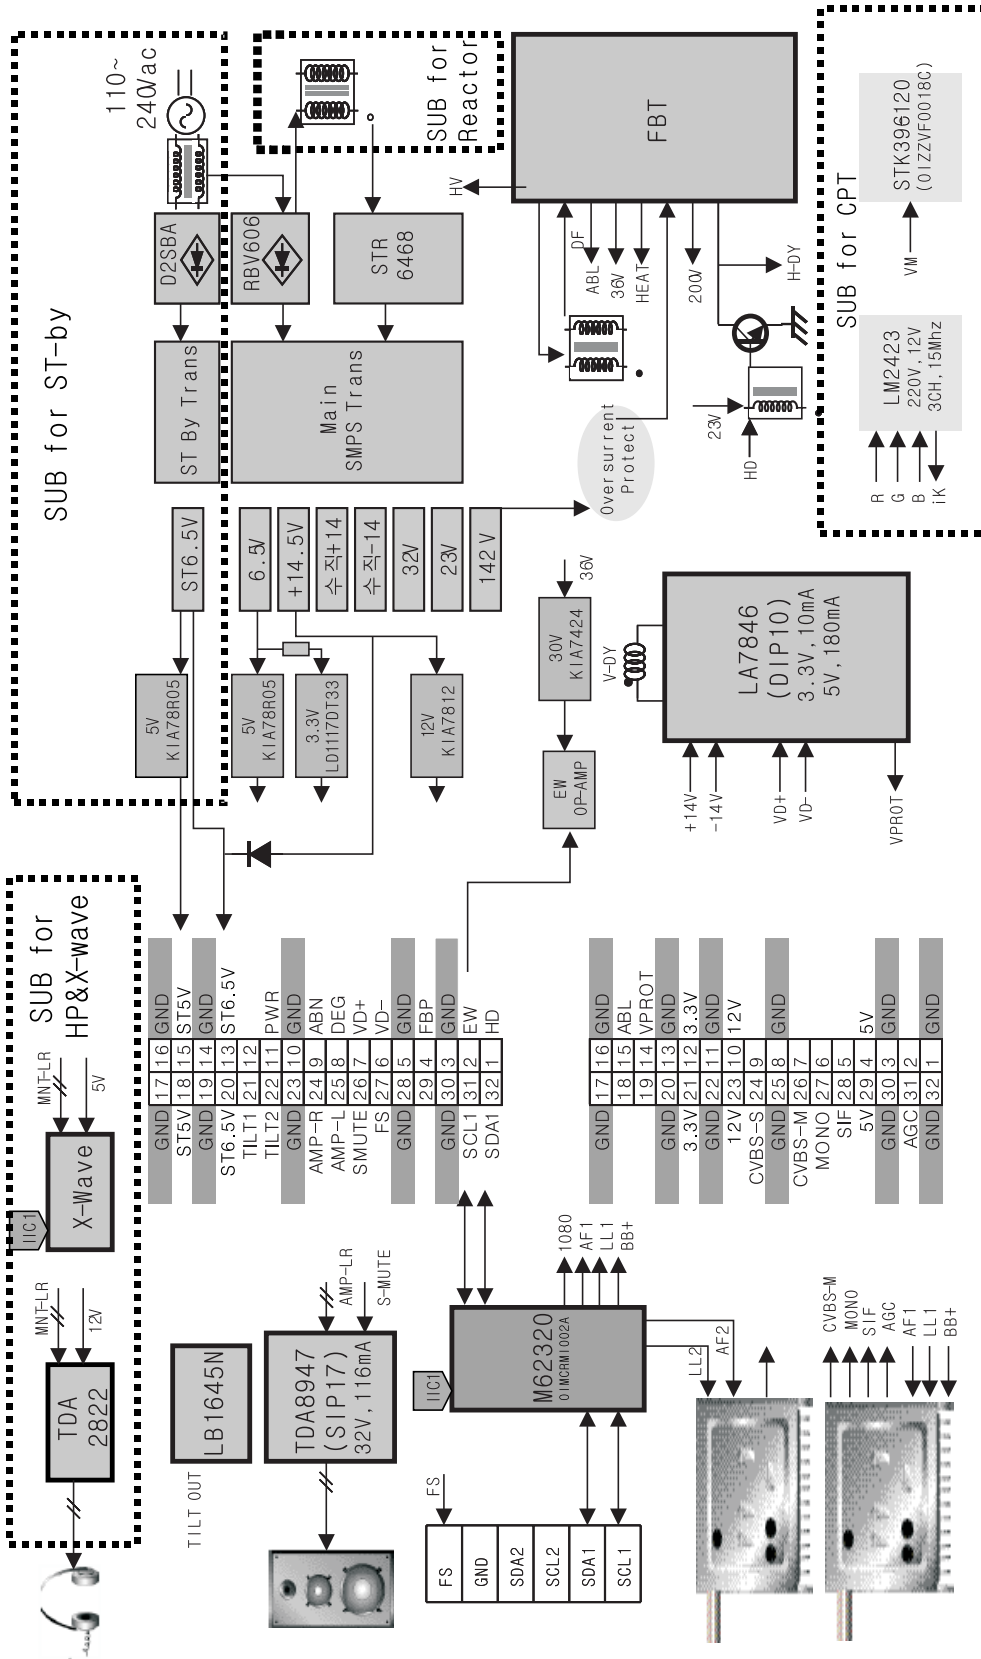 SUB for
HP&X-wave
MNT-LR
5V
IIC1
X-Wave
MNT-LR
12V
TDA
2822
SUB for ST-by
110~
240Vac
D2SBA
ST By Trans
ST6.5V
5V
KIA78R05
RBV606
SUB for
Reactor
STR
6468
Main
SMPS Trans
6.5V
+14.5V
수직+14
수직-14
32V
23V
142V
5V
KIA78R05
3.3V
LD1117DT33
12V
KIA7812
FBT
HV
DF
ABL
36V
HEAT
200V
H-DY
23V
HD
Oversurrent
Protect
SUB for CPT
STK396120
(0IZZVF0018C)
VM
LM2423
220V,12V
3CH,15Mhz
R
G
B
iK
36V
30V
KIA7424
EW
OP-AMP
V-DY
LA7846
(DIP10)
3.3V,10mA
5V,180mA
+14V
-14V
VD+
VD-
VPROT
GND 17 16 GND
ST5V 18 15 ST5V
GND 19 14 GND
ST6.5V 20 13 ST6.5V
TILT1 21 12
TILT2 22 11 PWR
GND 23 10 GND
AMP-R 24 9 ABN
AMP-L 25 8 DEG
SMUTE 26 7 VD+
FS 27 6 VD-
GND 28 5 GND
29 4 FBP
GND 30 3 GND
SCL1 31 2 EW
SDA1 32 1 HD
GND 17 16 GND
18 15 ABL
19 14 VPROT
GND 20 13 GND
3.3V 21 12 3.3V
GND 22 11 GND
12V 23 10 12V
CVBS-S 24 9
GND 25 8 GND
CVBS-M 26 7
MONO 27 6
SIF 28 5
5V 29 4 5V
GND 30 3 GND
AGC 31 2
GND 32 1 GND
TILT OUT
LB1645N
TDA8947
(SIP17)
32V,116mA
AMP-LR
S-MUTE
IIC1
M62320
0IMCRMI002A
1080
AF1
LL1
BB+
LL2
AF2
FS
FS
GND
SDA2
SCL2
SDA1
SCL1
CVBS-M
MONO
SIF
AGC
AF1
LL1
BB+